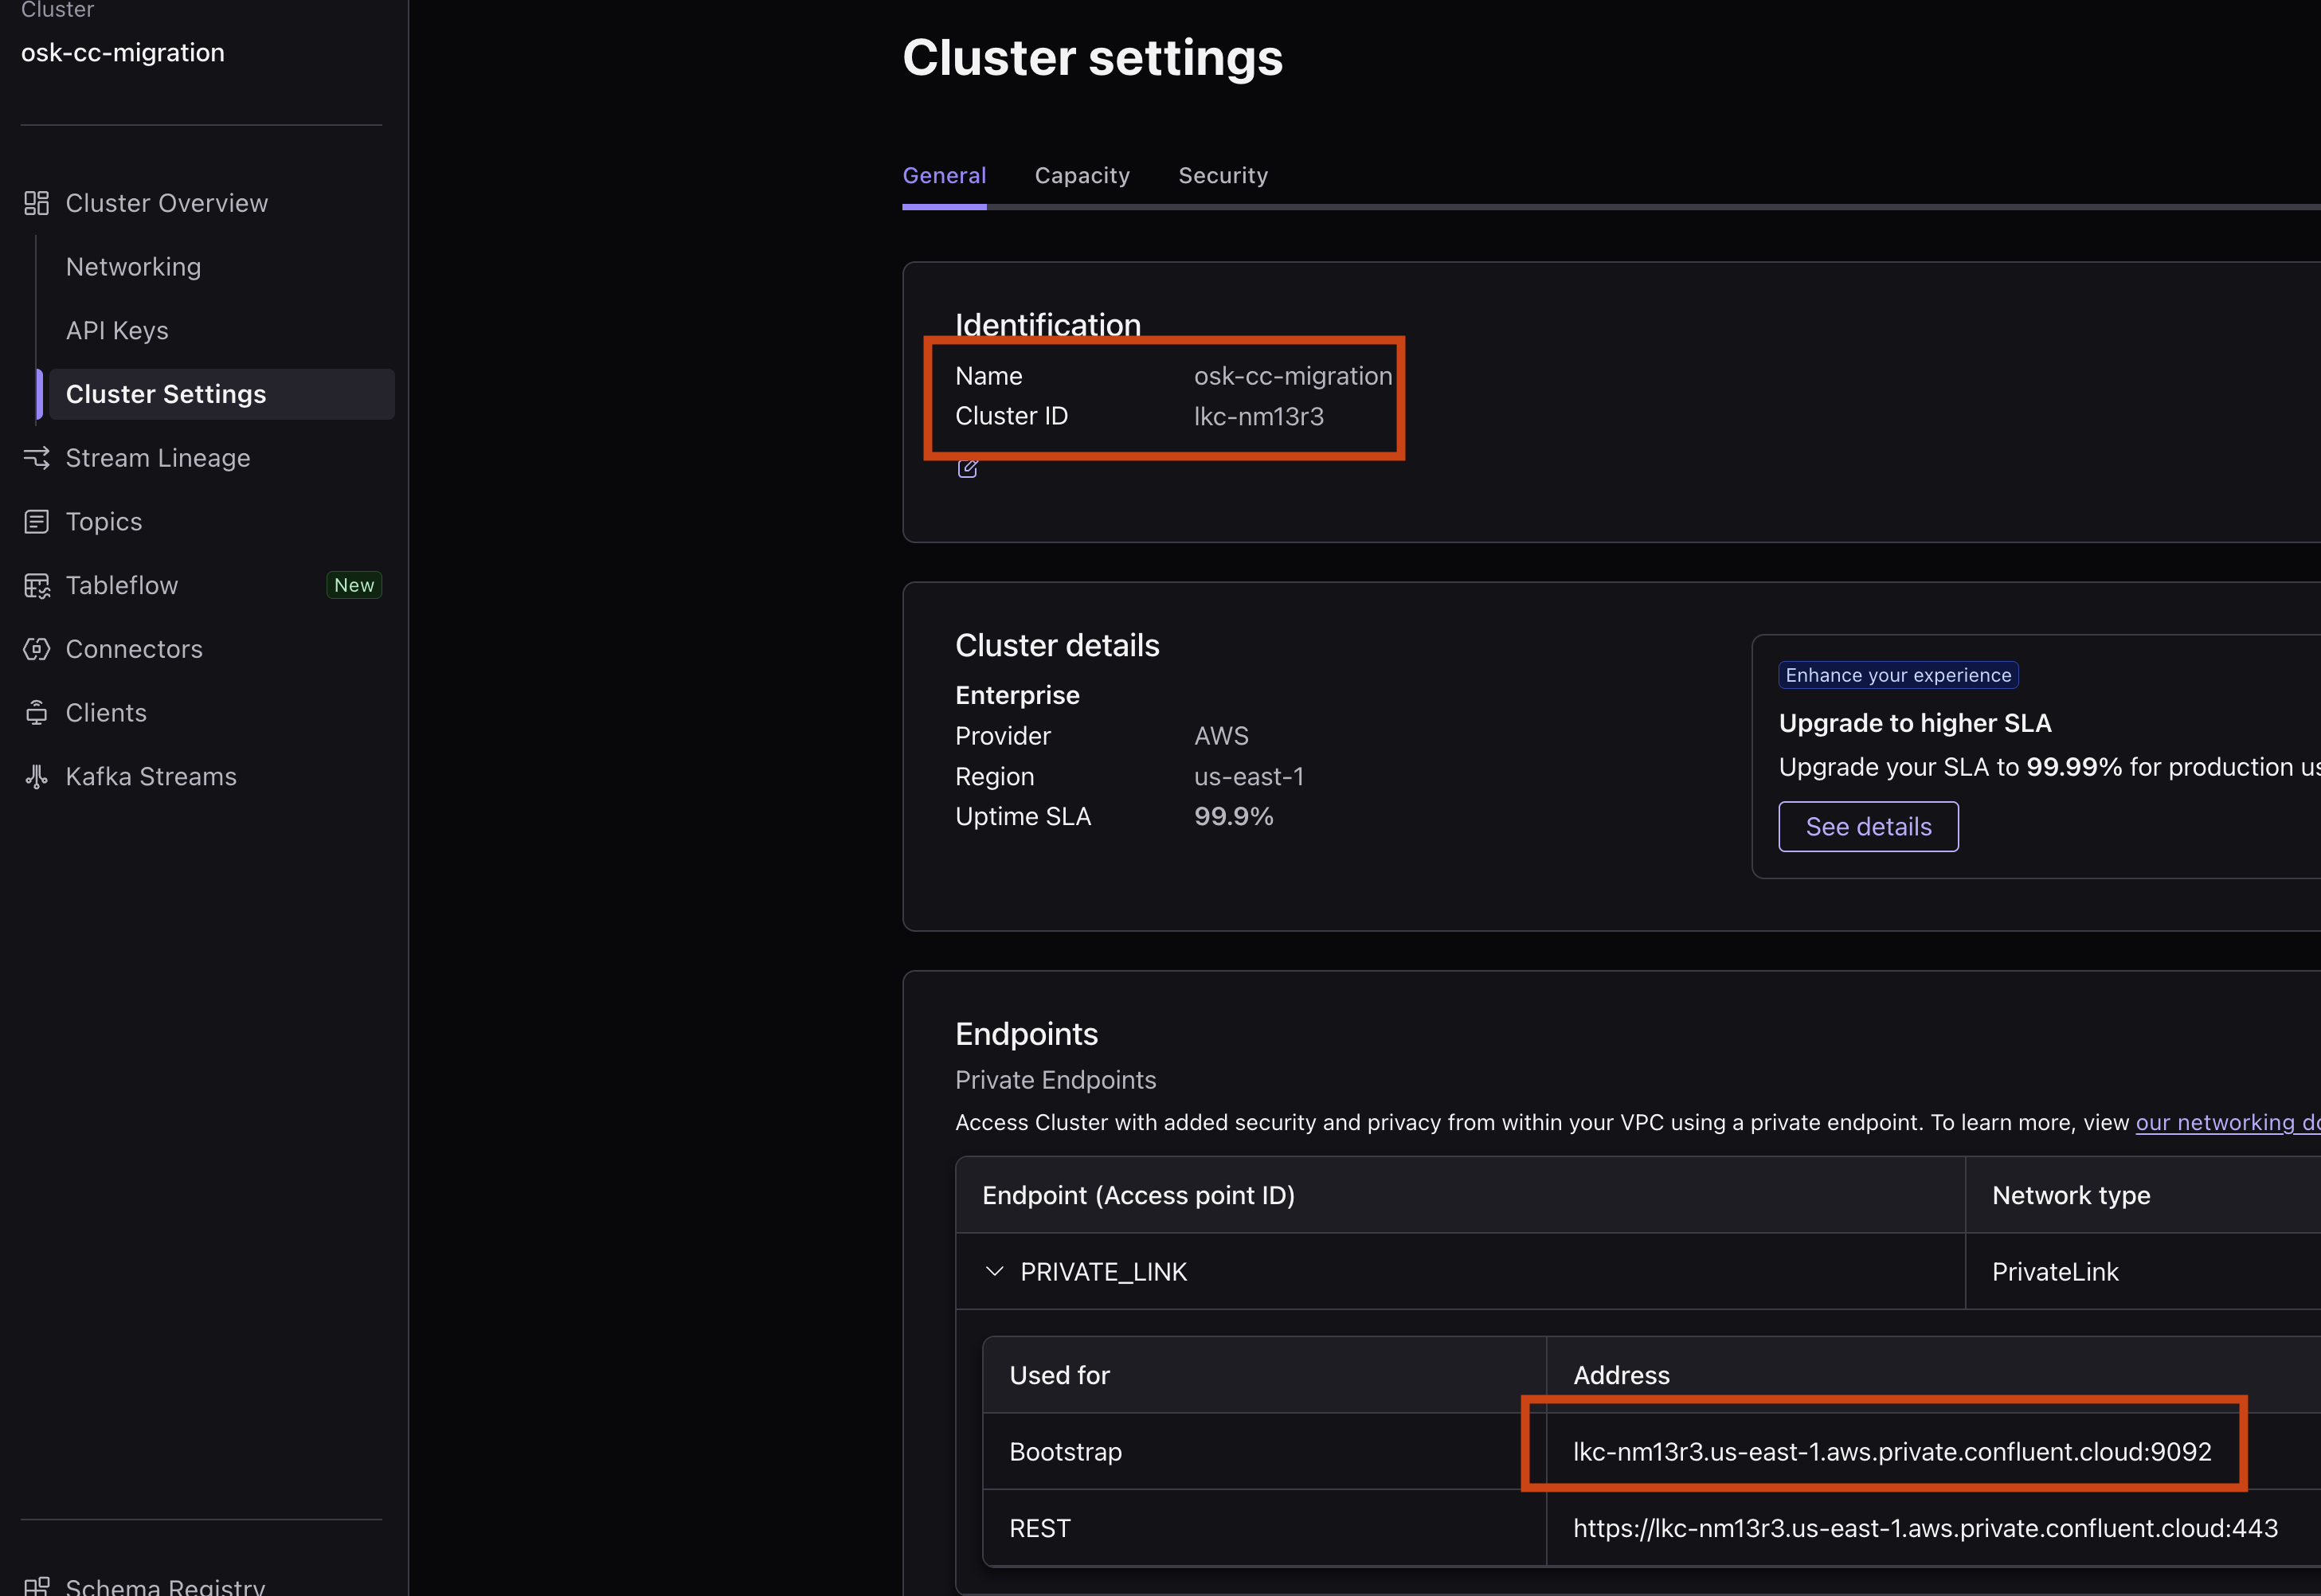 Cluster
osk-cc-migration
Cluster Overview
Networking
API Keys
Cluster Settings
Stream Lineage
Topics
Tableflow New
Connectors
Clients
Kafka Streams
Schema Registry
Cluster settings
General Capacity Security
Identification
Name osk-cc-migration
Cluster ID lkc-nm13r3
Cluster details
Enterprise
Provider AWS
Region us-east-1
Uptime SLA 99.9%
Enhance your experience
Upgrade to higher SLA
Upgrade your SLA to 99.99% for production
See details
Endpoints
Private Endpoints
Access Cluster with added security and privacy from within your VPC using a private endpoint. To learn more, view our networking
Endpoint (Access point ID) Network type
PRIVATE_LINK PrivateLink
Used for Address
Bootstrap lkc-nm13r3.us-east-1.aws.private.confluent.cloud:9092
REST https://lkc-nm13r3.us-east-1.aws.private.confluent.cloud:443